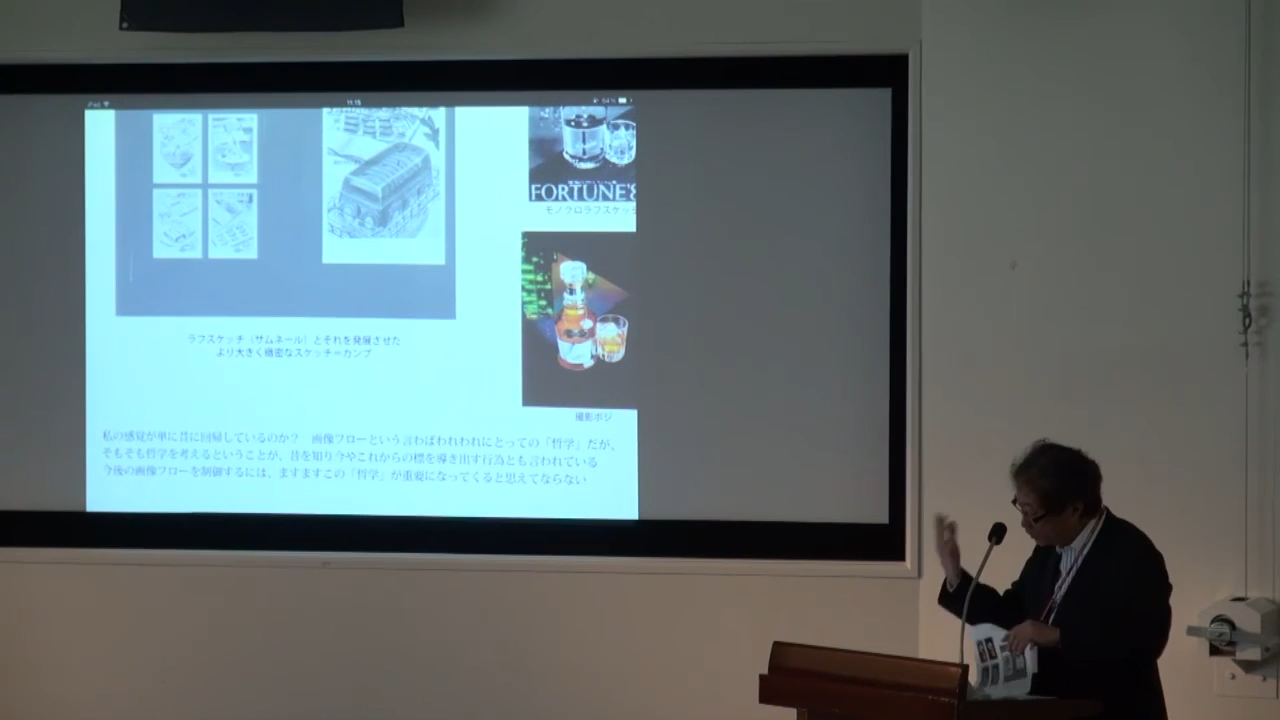 iPad
11:15
64%
FORTUNE'S
モノクロラフスケッチ
ラフスケッチ（サムネール）とそれを発展させた
より大きく緻密なスケッチ＝カンプ
撮影ポジ
私の感覚が単に昔に回帰しているのか？　画像フローという言わばわれわれにとっての「哲学」だが、
そもそも哲学を考えるということが、昔を知り今やこれからの標を導き出す行為とも言われている
今後の画像フローを制御するには、ますますこの「哲学」が重要になってくると思えてならない